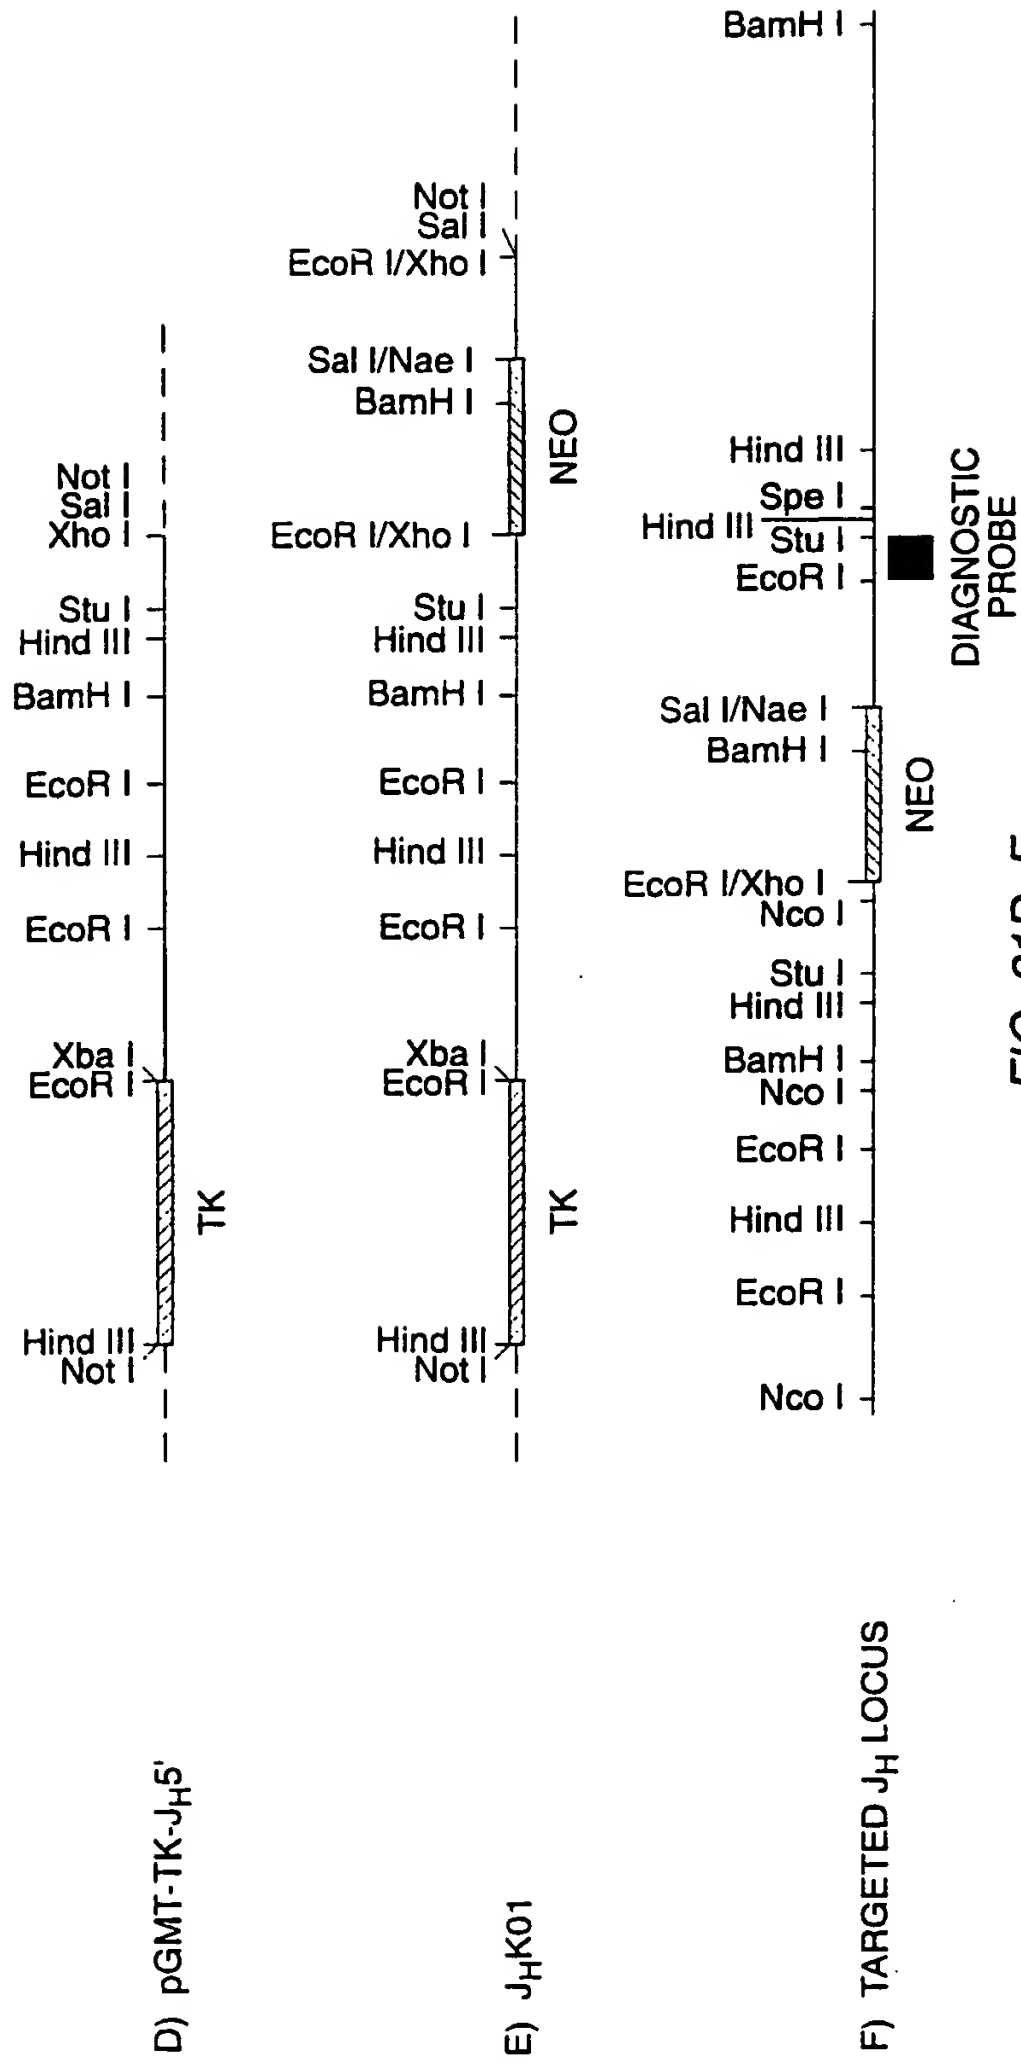 D) pGMT-TK-JH5'
Not I
Sal I
Xho I
Stu I
Hind III
BamH I
EcoR I
Hind III
EcoR I
Xba I
EcoR I
TK
Hind III
Not I
E) JHK01
Not I
Sal I
EcoR I/Xho I
Sal I/Nae I
BamH I
NEO
EcoR I/Xho I
Stu I
Hind III
BamH I
EcoR I
Hind III
EcoR I
Xba I
EcoR I
TK
Hind III
Not I
F) TARGETED JH LOCUS
BamH I
Hind III
Spe I
Hind III
Stu I
EcoR I
DIAGNOSTIC
PROBE
Sal I/Nae I
BamH I
NEO
EcoR I/Xho I
Nco I
Stu I
Hind III
BamH I
Nco I
EcoR I
Hind III
EcoR I
Nco I